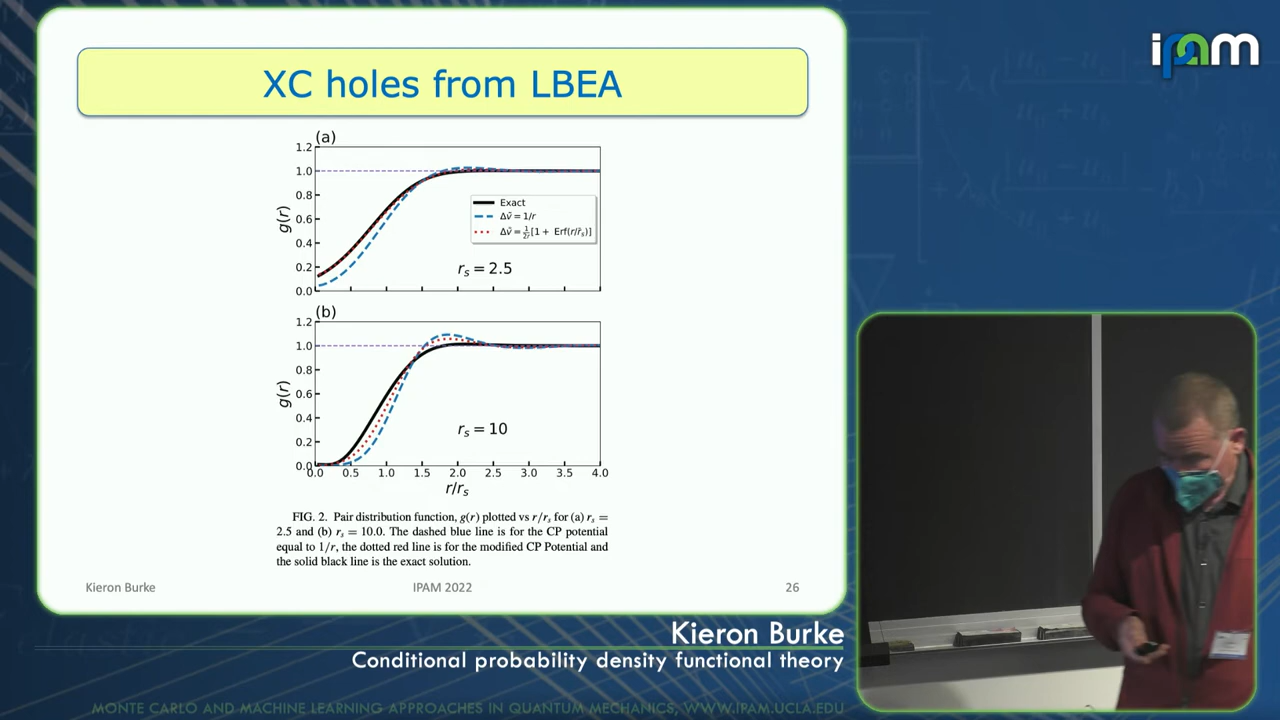 ipam
XC holes from LBEA
(a)
1.2
1.0
0.8
0.6
0.4
0.2
0.0
g(r)
Exact
Δṽ = 1/r
Δṽ = 1/2r [1 + Erf(r/r̄ₛ)]
rₛ = 2.5
(b)
1.2
1.0
0.8
0.6
0.4
0.2
0.0
g(r)
rₛ = 10
0.0 0.5 1.0 1.5 2.0 2.5 3.0 3.5 4.0
r/rₛ
FIG. 2. Pair distribution function, g(r) plotted vs r/rₛ for (a) rₛ =
2.5 and (b) rₛ = 10.0. The dashed blue line is for the CP potential
equal to 1/r, the dotted red line is for the modified CP Potential and
the solid black line is the exact solution.
Kieron Burke IPAM 2022 26
Kieron Burke
Conditional probability density functional theory
MONTE CARLO AND MACHINE LEARNING APPROACHES IN QUANTUM MECHANICS, WWW.IPAM.UCLA.EDU